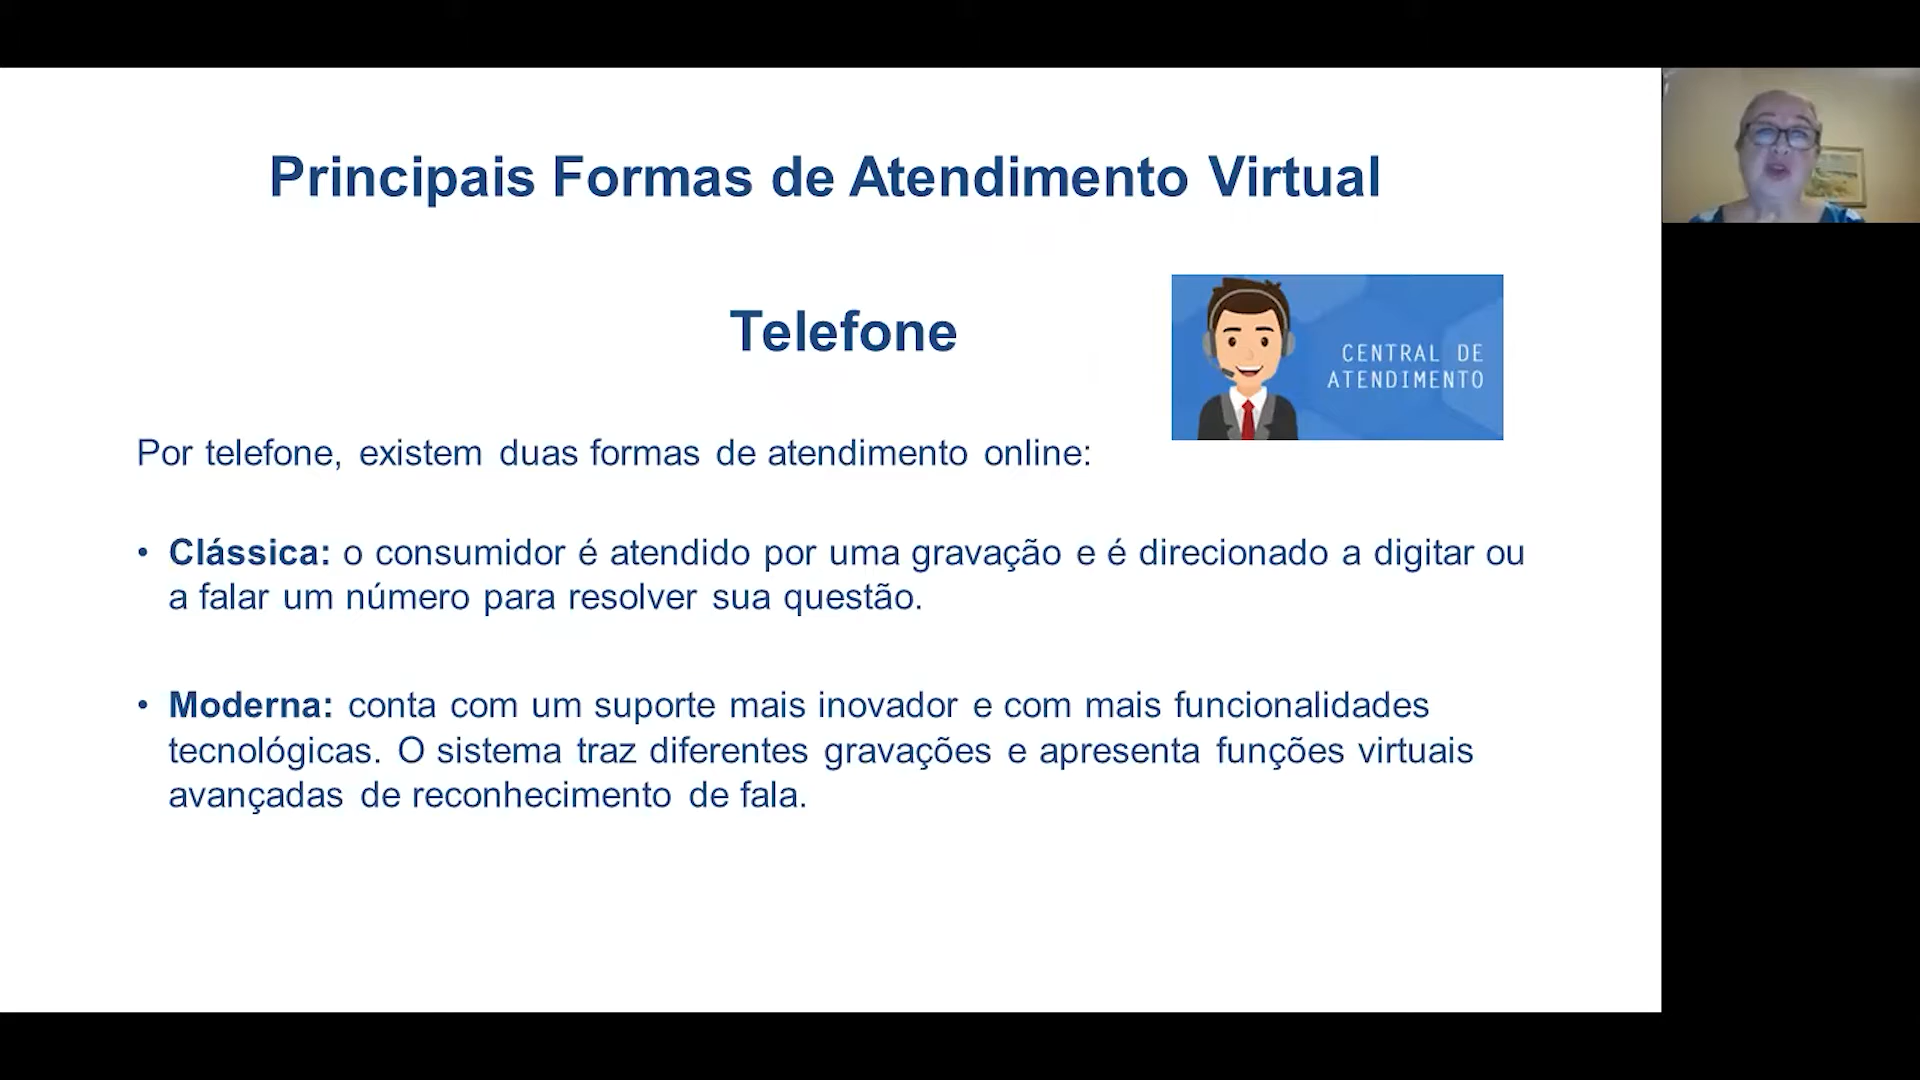 Principais Formas de Atendimento Virtual
Telefone
CENTRAL DE
ATENDIMENTO
Por telefone, existem duas formas de atendimento online:
• Clássica: o consumidor é atendido por uma gravação e é direcionado a digitar ou
a falar um número para resolver sua questão.
• Moderna: conta com um suporte mais inovador e com mais funcionalidades
tecnológicas. O sistema traz diferentes gravações e apresenta funções virtuais
avançadas de reconhecimento de fala.